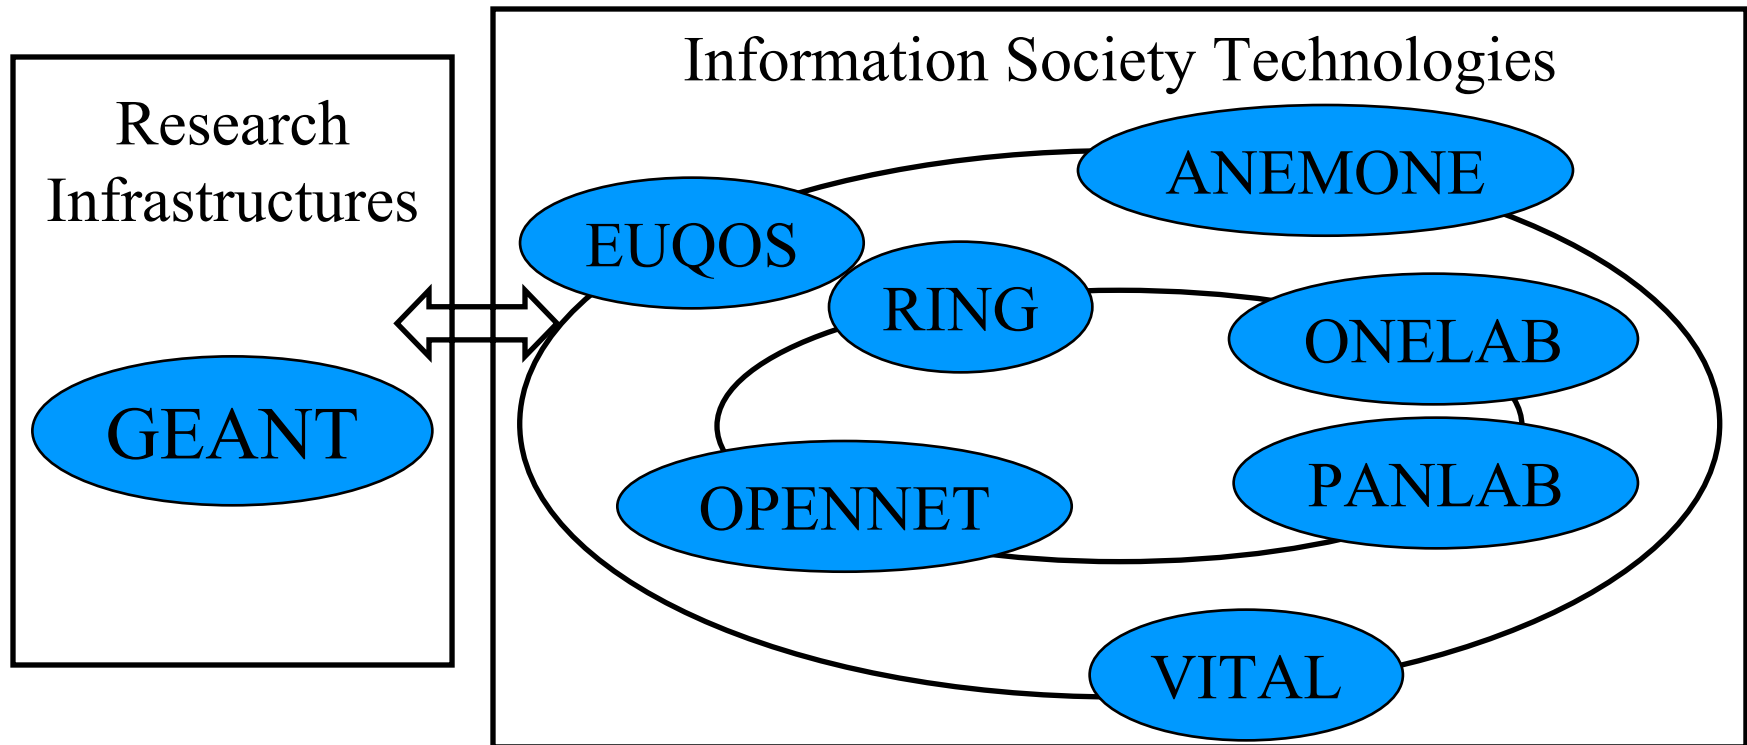 Research
Infrastructures
GEANT
Information Society Technologies
ANEMONE
EUQOS
RING
ONELAB
PANLAB
OPENNET
VITAL